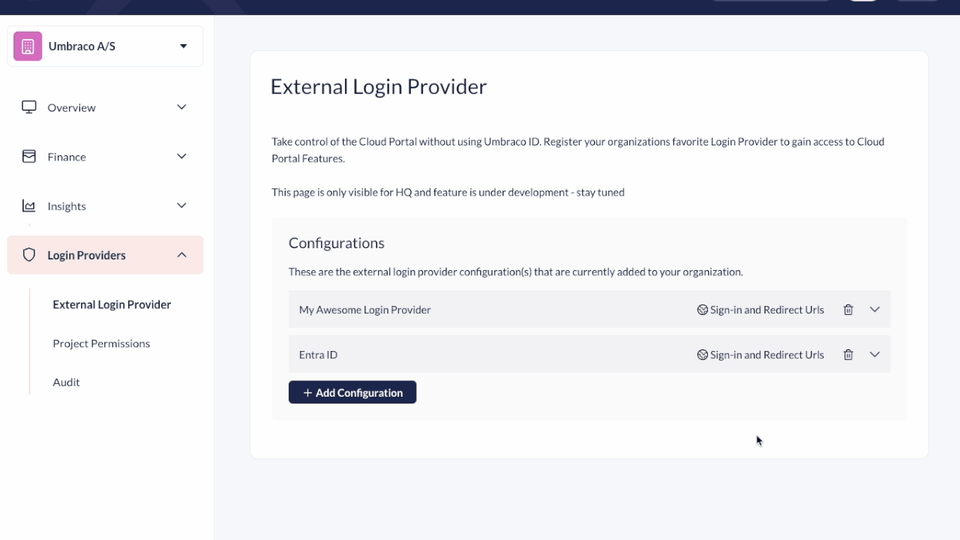 Umbraco A/S
Overview
Finance
Insights
Login Providers
External Login Provider
Project Permissions
Audit
External Login Provider
Take control of the Cloud Portal without using Umbraco ID. Register your organizations favorite Login Provider to gain access to Cloud
Portal Features.
This page is only visible for HQ and feature is under development - stay tuned
Configurations
These are the external login provider configuration(s) that are currently added to your organization.
My Awesome Login Provider Sign-in and Redirect Urls
Entra ID Sign-in and Redirect Urls
+ Add Configuration